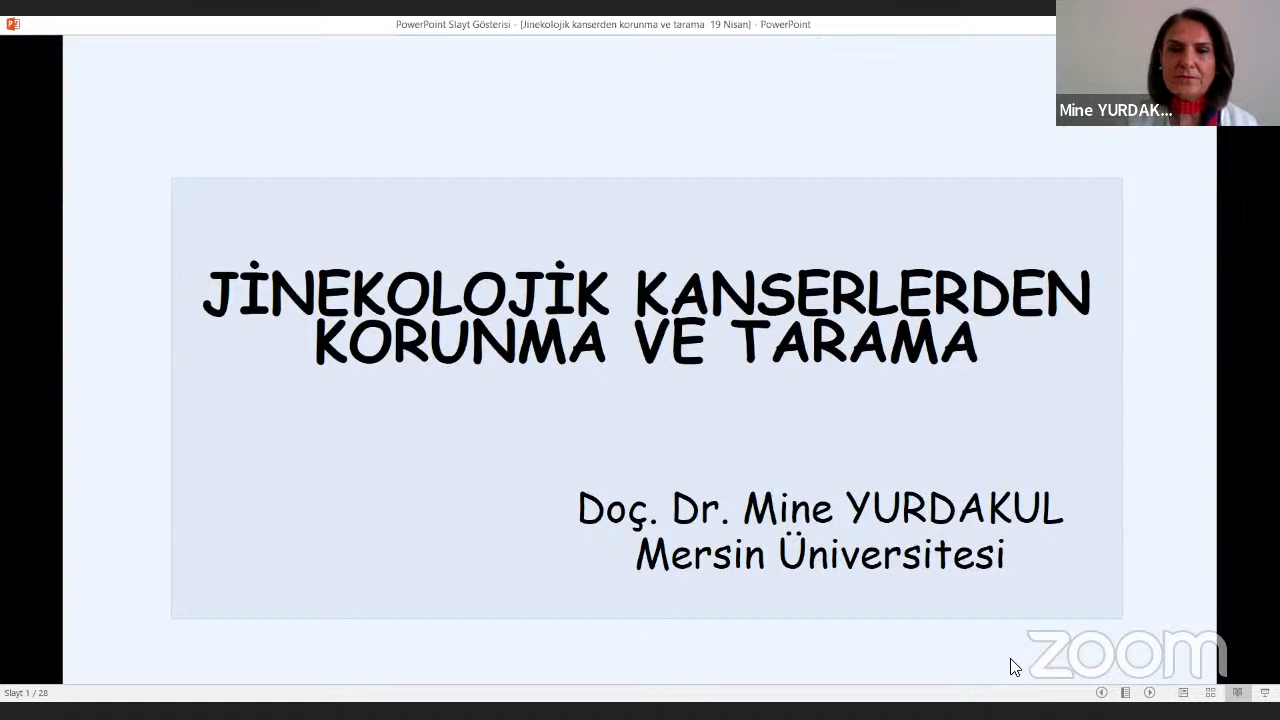 PowerPoint Slayt Gösterisi - [Jinekolojik kanserden korunma ve tarama 19 Nisan] - PowerPoint
Mine YURDAK...
JİNEKOLOJİK KANSERLERDEN
KORUNMA VE TARAMA
Doç. Dr. Mine YURDAKUL
Mersin Üniversitesi
zoom
Slayt 1 / 28